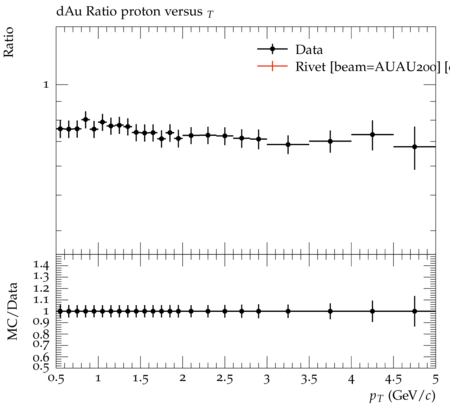 dAu Ratio proton versus T
Ratio
Data
Rivet [beam=AUAU200] [
1
MC/Data
1.4
1.3
1.2
1.1
1
0.9
0.8
0.7
0.6
0.5
0.5 1 1.5 2 2.5 3 3.5 4 4.5 5
pT (GeV/c)